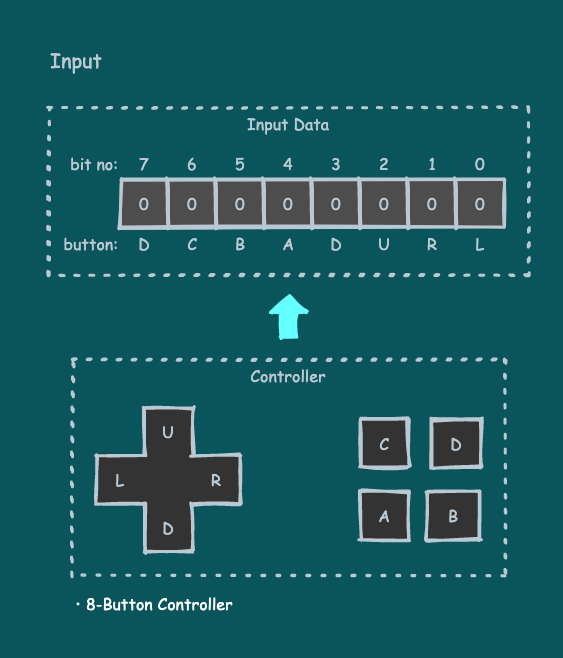 Input
Input Data
bit no: 7 6 5 4 3 2 1 0
0 0 0 0 0 0 0 0
button: D C B A D U R L
Controller
U
C D
L R
A B
D
· 8-Button Controller